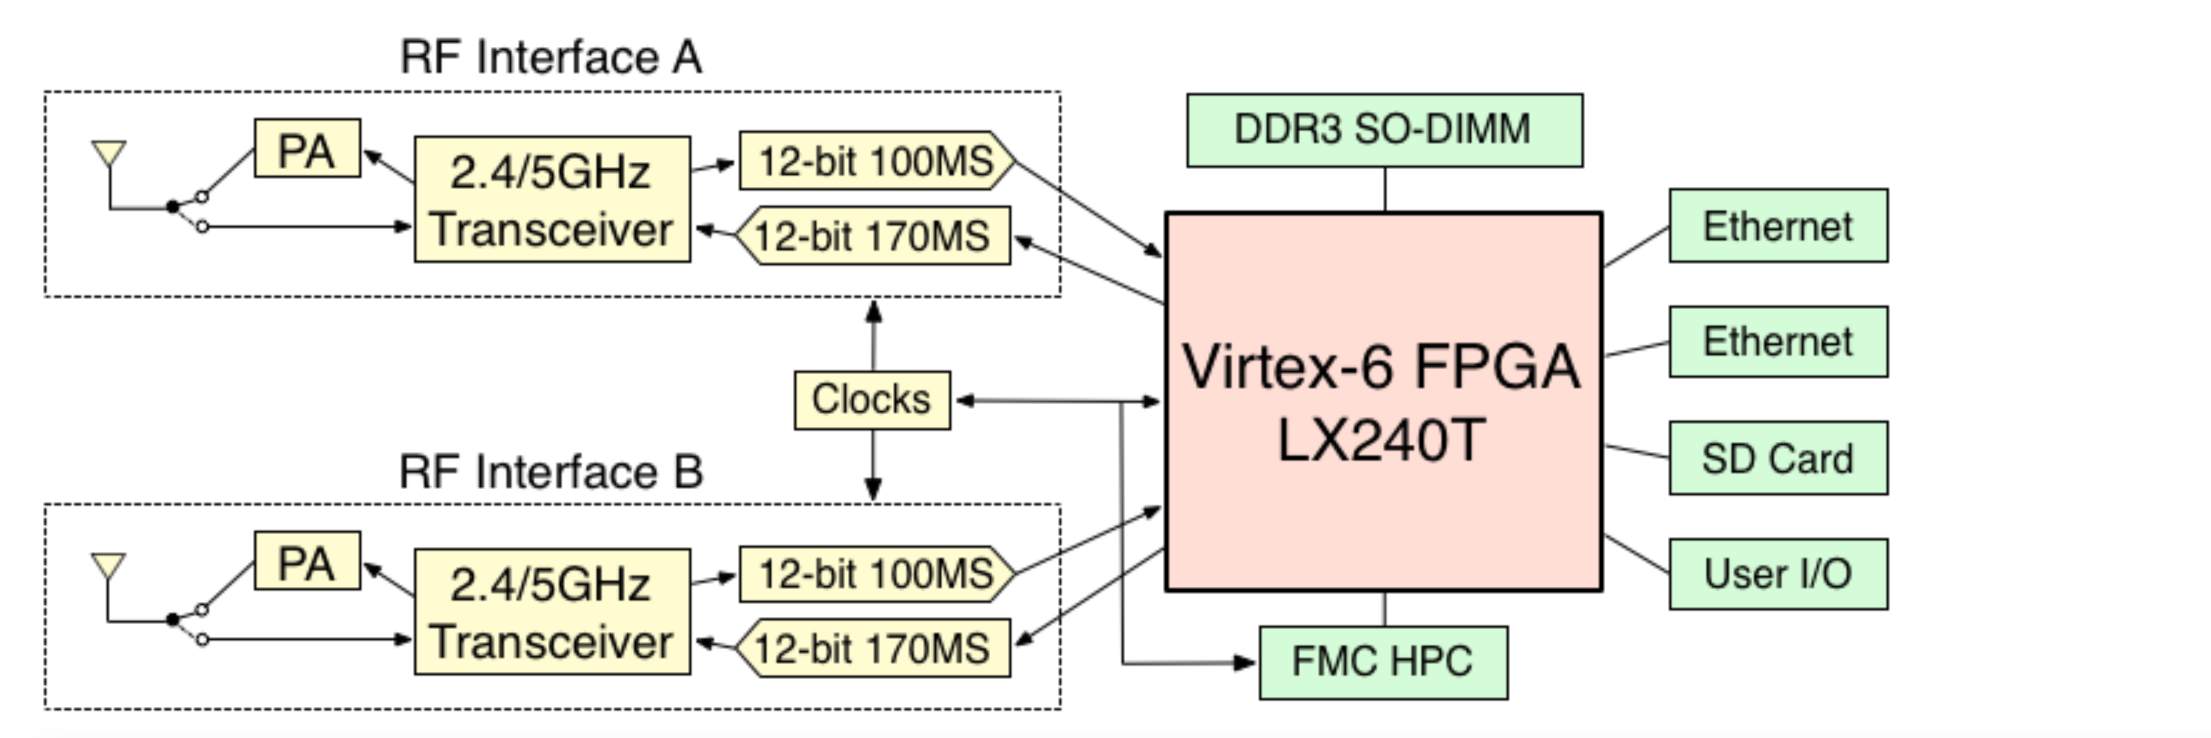 RF Interface A
PA
2.4/5GHz
Transceiver
12-bit 100MS
12-bit 170MS
DDR3 SO-DIMM
Virtex-6 FPGA
LX240T
Ethernet
Ethernet
SD Card
User I/O
Clocks
RF Interface B
PA
2.4/5GHz
Transceiver
12-bit 100MS
12-bit 170MS
FMC HPC